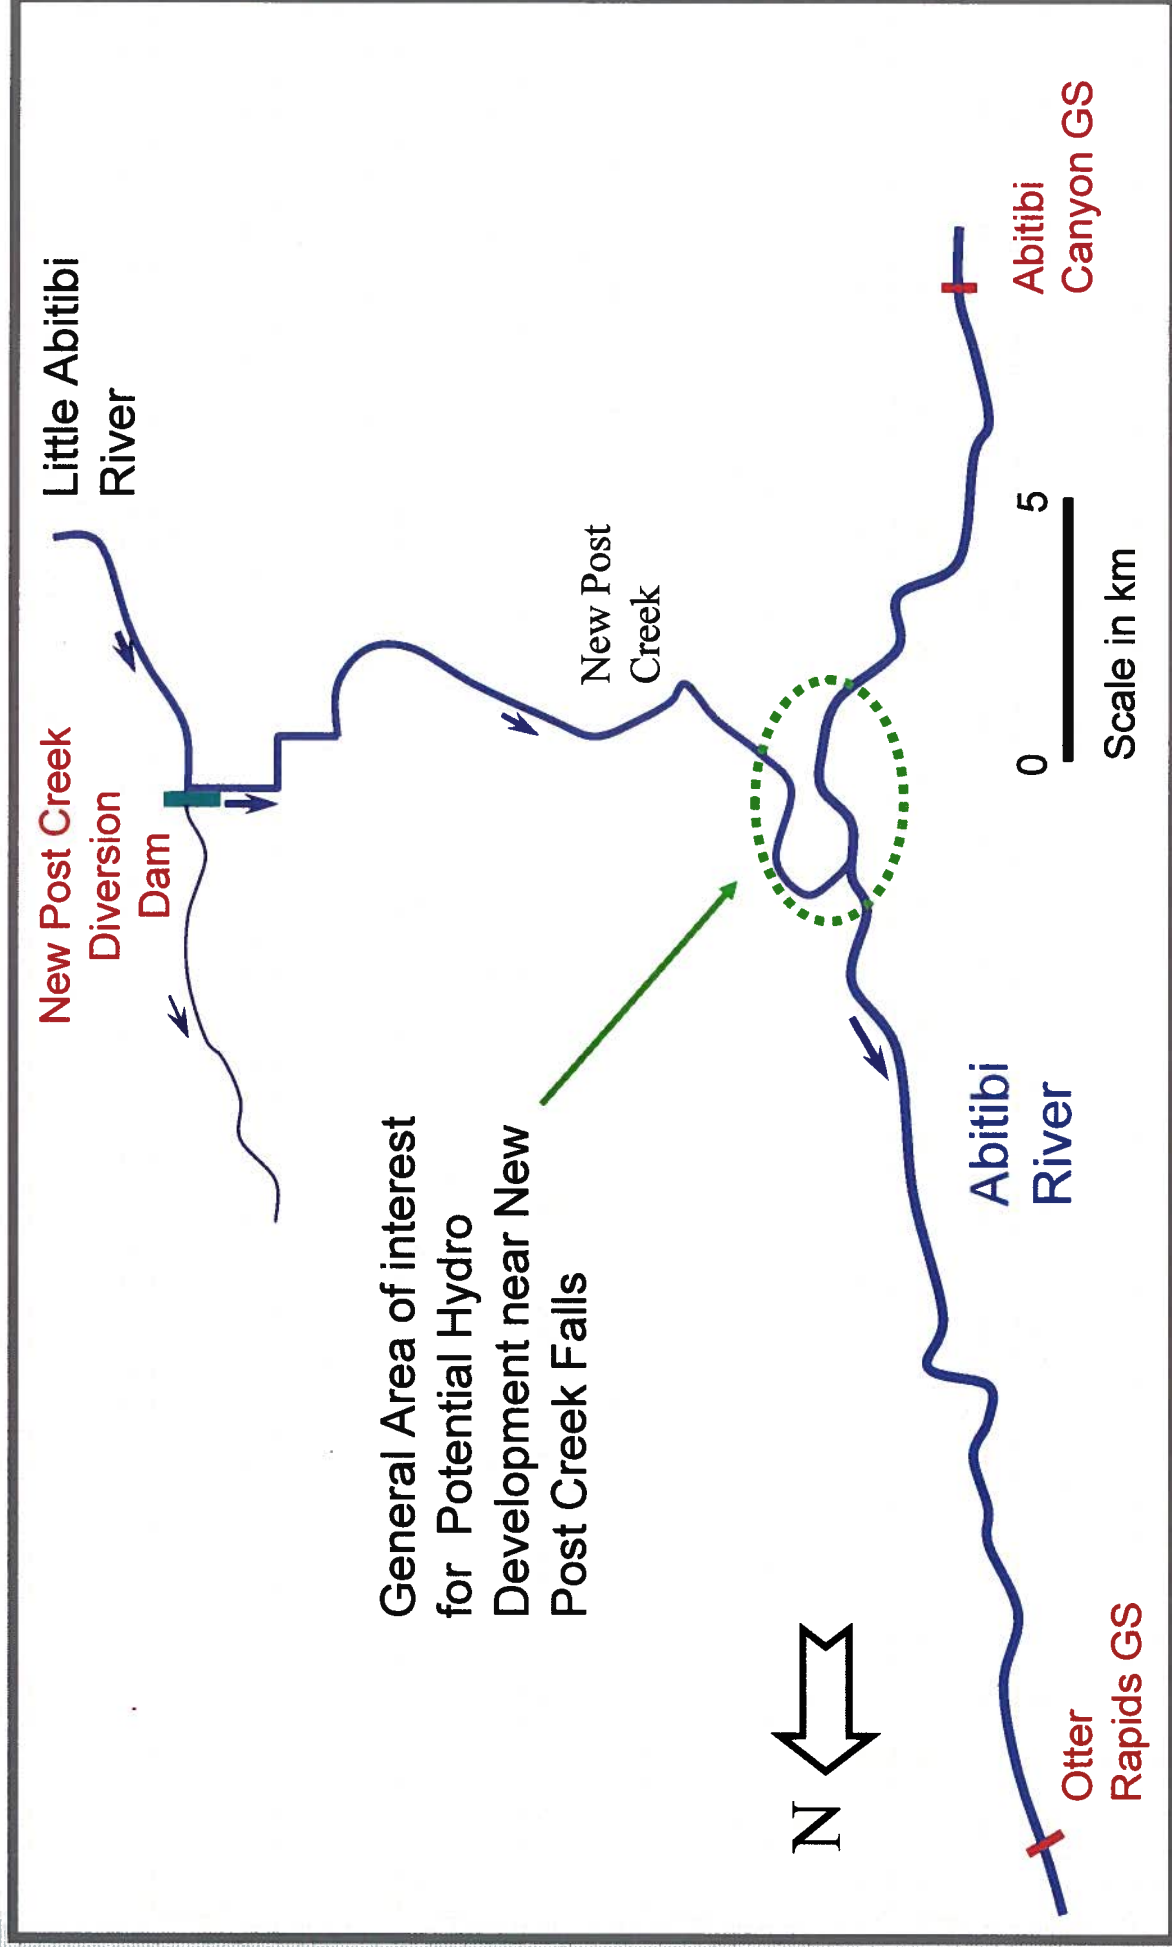 New Post Creek
Diversion
Dam
Little Abitibi
River
General Area of interest
for Potential Hydro
Development near New
Post Creek Falls
New Post
Creek
N
Abitibi
River
0
5
Scale in km
Otter
Rapids GS
Abitibi
Canyon GS